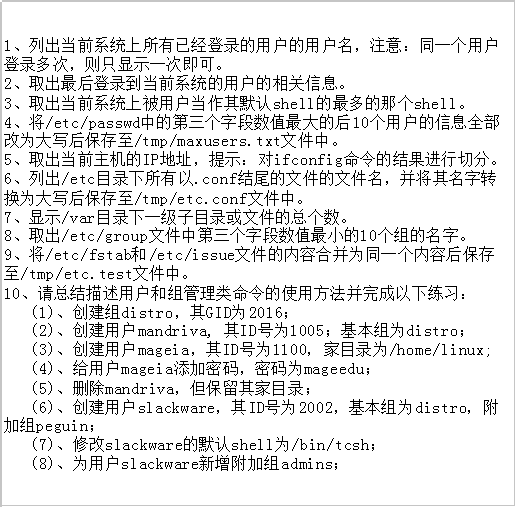 1、列出当前系统上所有已经登录的用户的用户名，注意：同一个用户
登录多次，则只显示一次即可。
2、取出最后登录到当前系统的用户的相关信息。
3、取出当前系统上被用户当作其默认shell的最多的那个shell。
4、将/etc/passwd中的第三个字段数值最大的后10个用户的信息全部
改为大写后保存至/tmp/maxusers.txt文件中。
5、取出当前主机的IP地址，提示：对ifconfig命令的结果进行切分。
6、列出/etc目录下所有以.conf结尾的文件的文件名，并将其名字转
换为大写后保存至/tmp/etc.conf文件中。
7、显示/var目录下一级子目录或文件的总个数。
8、取出/etc/group文件中第三个字段数值最小的10个组的名字。
9、将/etc/fstab和/etc/issue文件的内容合并为同一个内容后保存
至/tmp/etc.test文件中。
10、请总结描述用户和组管理类命令的使用方法并完成以下练习：
(1)、创建组distro，其GID为2016；
(2)、创建用户mandriva, 其ID号为1005；基本组为distro；
(3)、创建用户mageia，其ID号为1100，家目录为/home/linux;
(4)、给用户mageia添加密码，密码为mageedu；
(5)、删除mandriva，但保留其家目录；
(6)、创建用户slackware，其ID号为2002，基本组为distro，附
加组peguin；
(7)、修改slackware的默认shell为/bin/tcsh；
(8)、为用户slackware新增附加组admins；